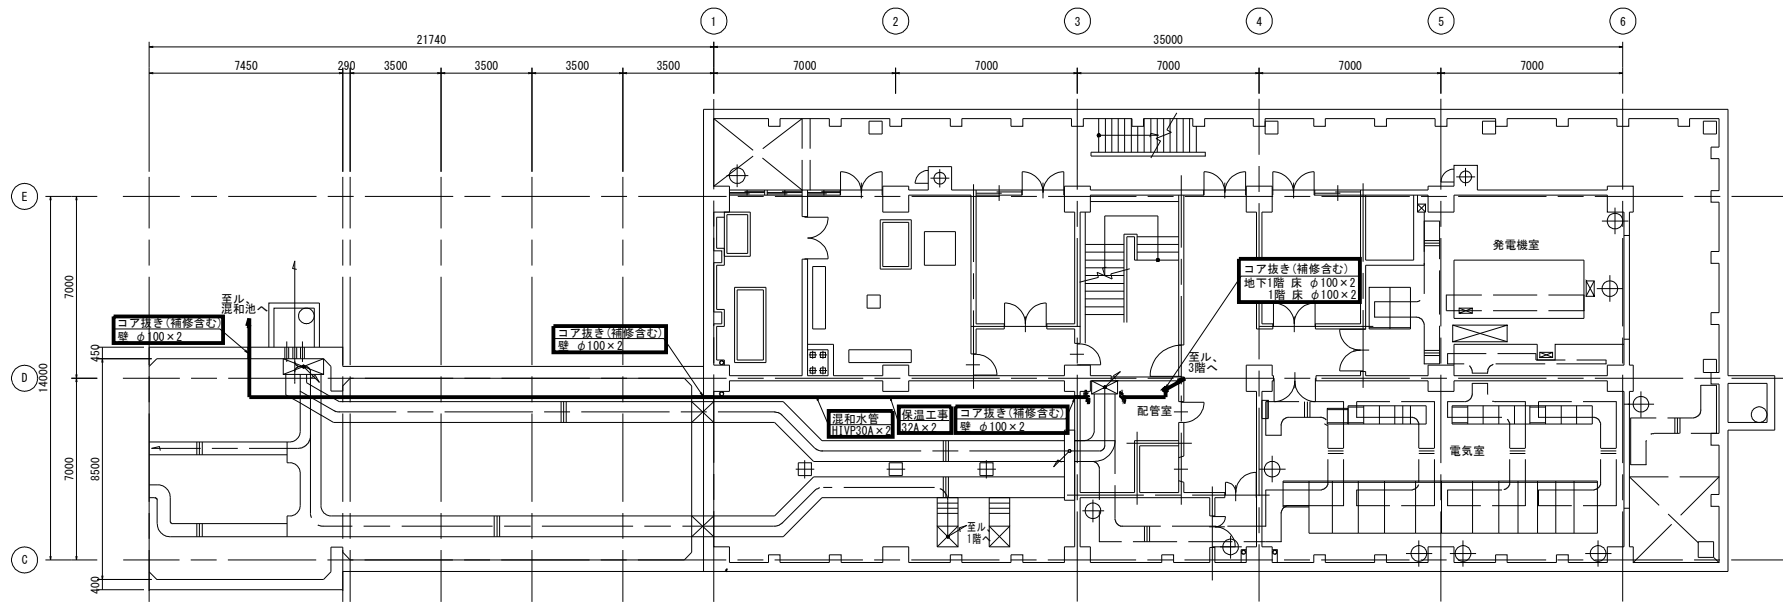 1
2
3
4
5
6
21740
35000
7450
290
3500
3500
3500
3500
7000
7000
7000
7000
7000
E
D
C
14000
7000
7000
450
8500
400
至ル、
混和池へ
コア抜き(補修含む)
壁 φ100×2
コア抜き(補修含む)
壁 φ100×2
混和水管
HIVP30A×2
保温工事
32A×2
コア抜き(補修含む)
壁 φ100×2
コア抜き(補修含む)
地下1階 床 φ100×2
1階 床 φ100×2
至ル、
3階へ
配管室
発電機室
電気室
至ル、
1階へ